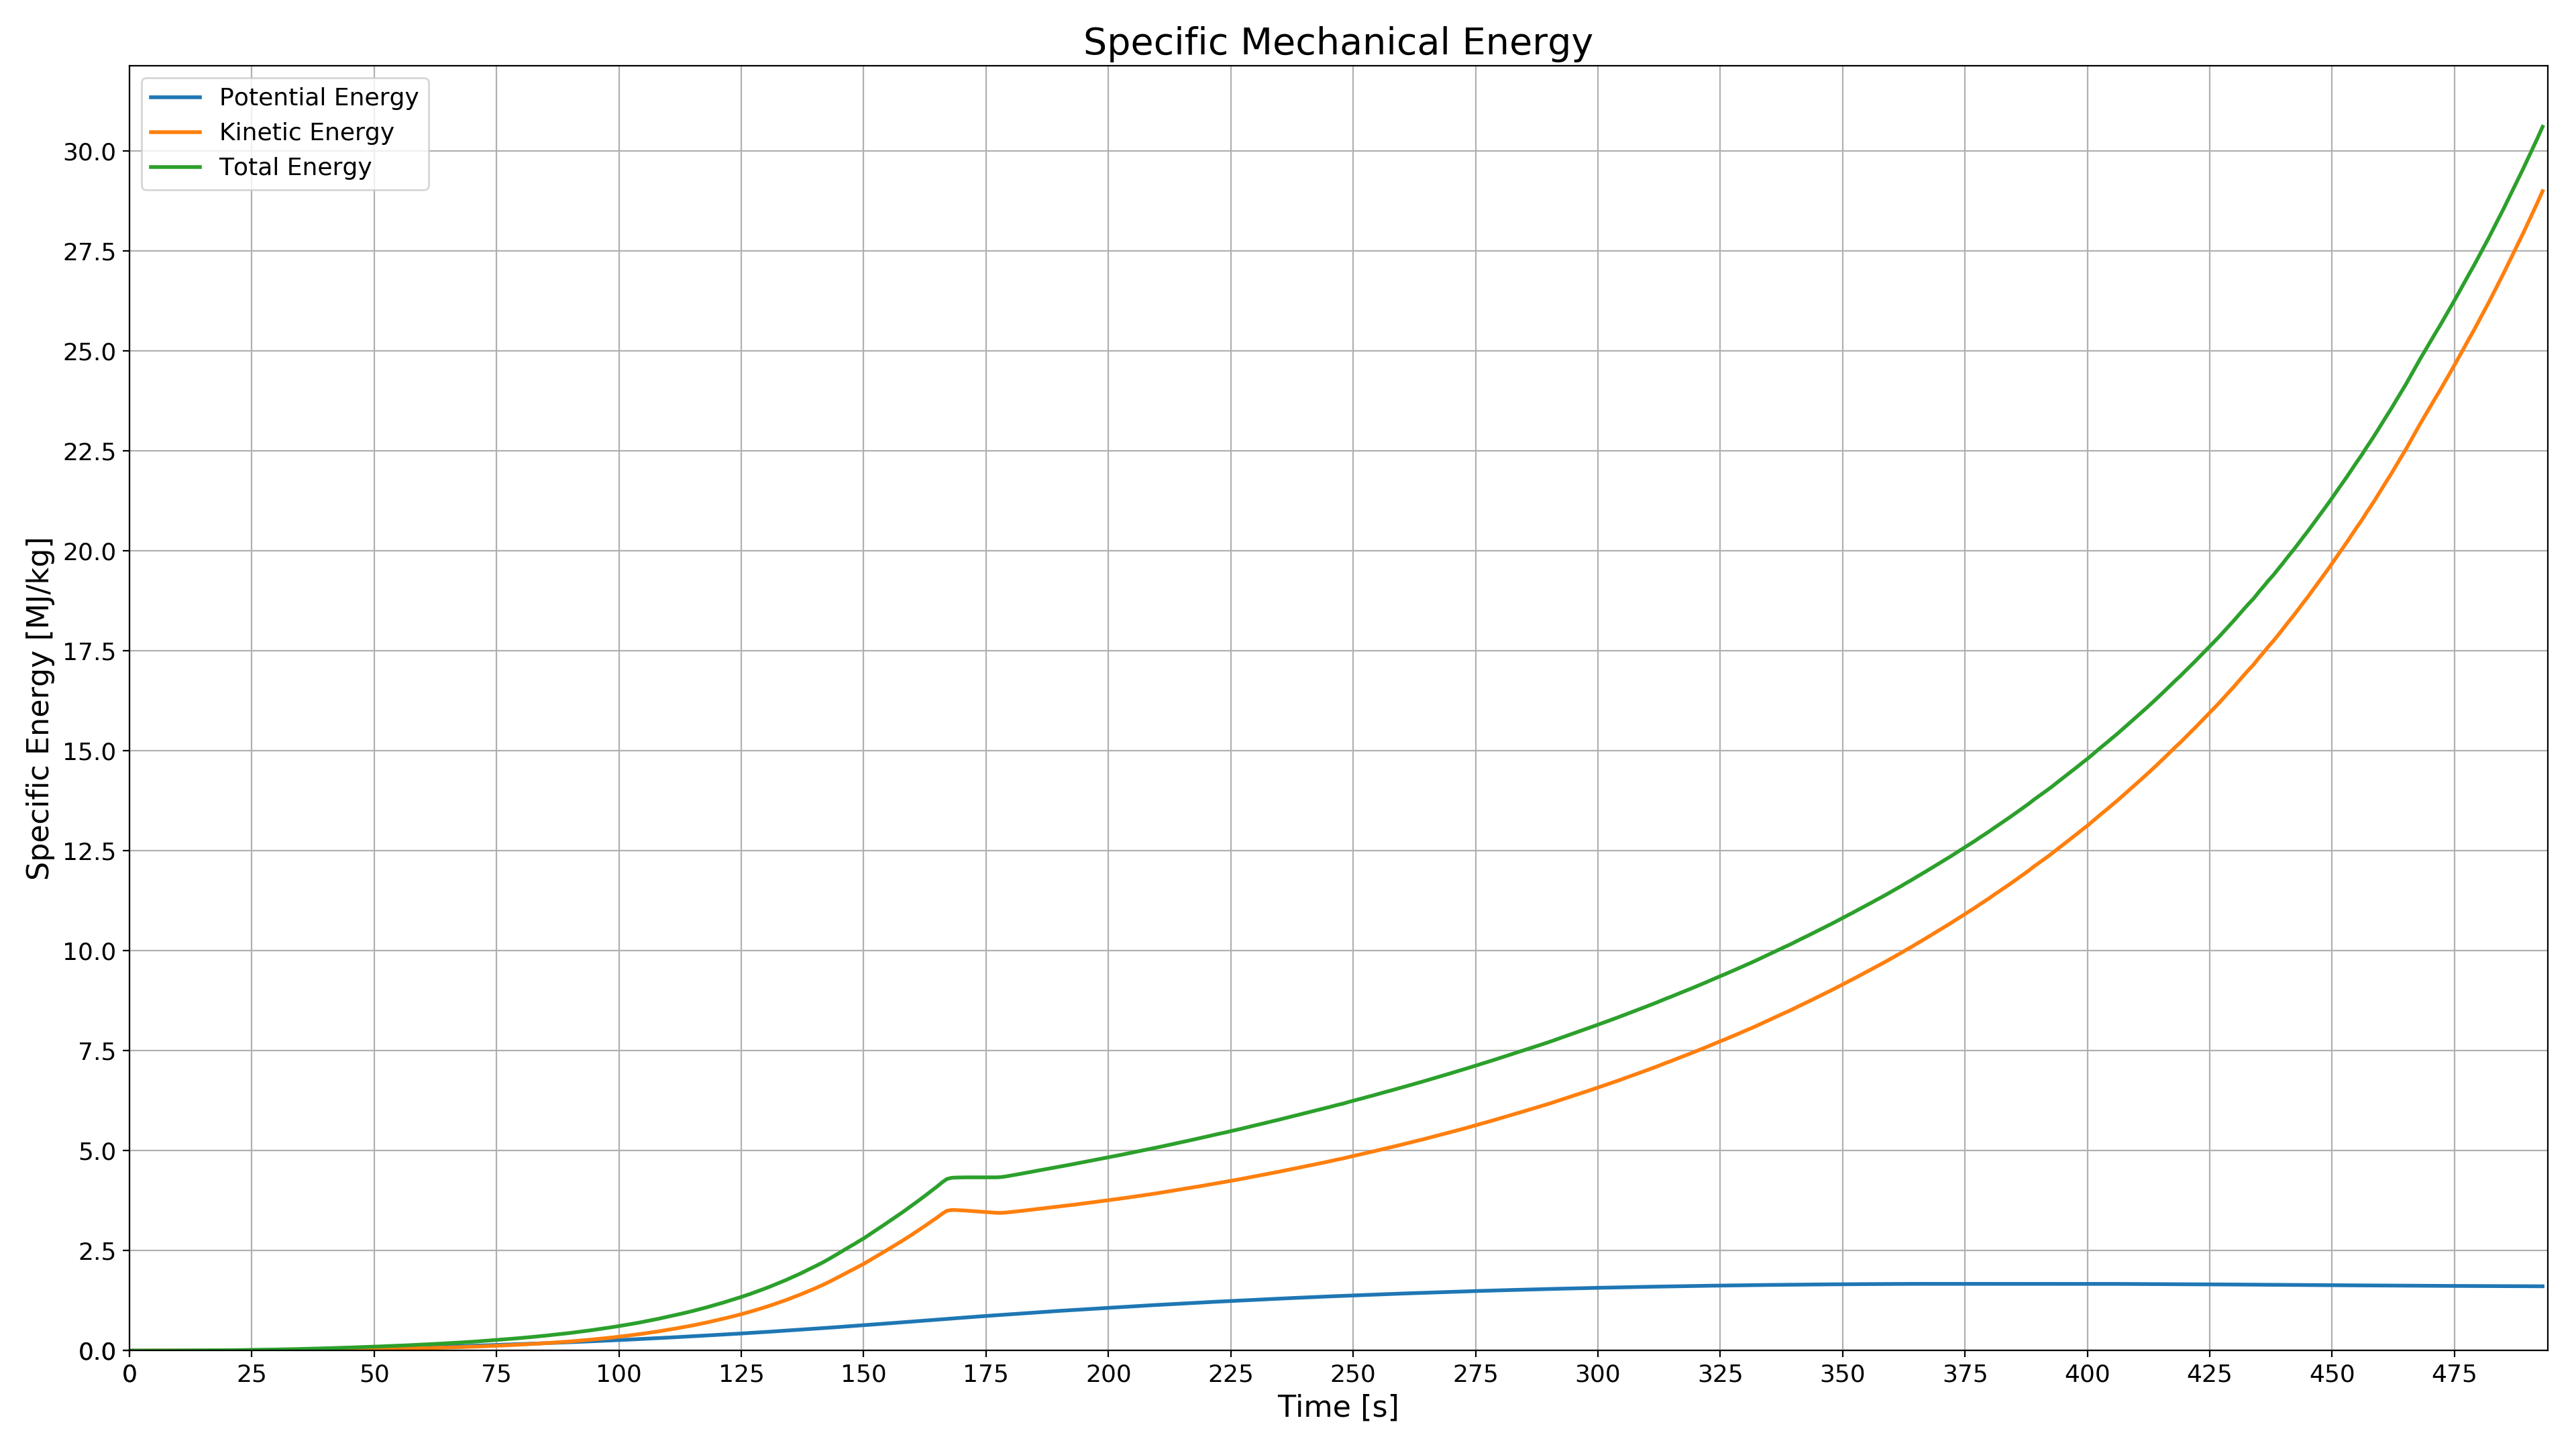 Specific Mechanical Energy
Potential Energy
Kinetic Energy
Total Energy
Specific Energy [MJ/kg]
30.0
27.5
25.0
22.5
20.0
17.5
15.0
12.5
10.0
7.5
5.0
2.5
0.0
0 25 50 75 100 125 150 175 200 225 250 275 300 325 350 375 400 425 450 475
Time [s]